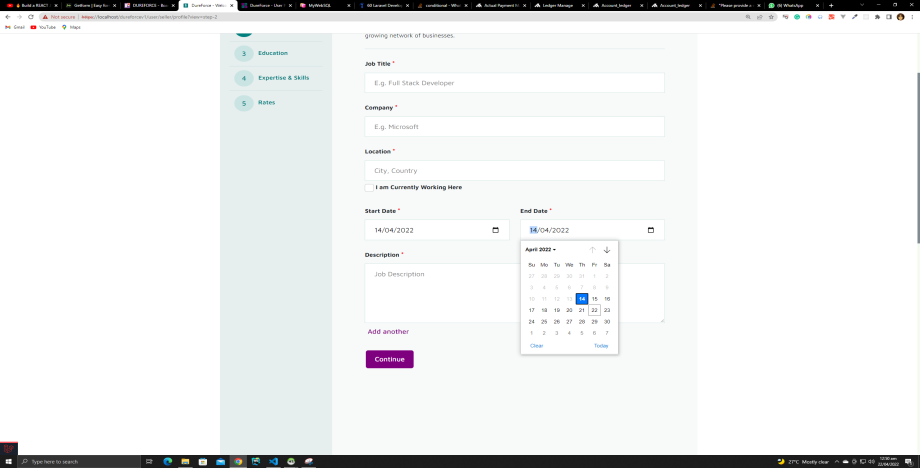 Build a REACT
Getform | Easy For
DUREFORCE - Boo
DureForce - Welco
DureForce - User
MyWebSQL
60 Laravel Develo
conditional - Whe
Actual Payment F
Ledger Manage
Account_ledger
Account_ledger
"Please provide a
(9) WhatsApp
Not secure | https://localhost/dureforcev1/user/seller/profile?view=step-2
Gmail YouTube Maps
growing network of businesses.
3 Education
4 Expertise & Skills
5 Rates
Job Title *
E.g. Full Stack Developer
Company *
E.g. Microsoft
Location *
City, Country
I am Currently Working Here
Start Date * End Date *
14/04/2022 14/04/2022
April 2022
Su Mo Tu We Th Fr Sa
27 28 29 30 31 1 2
3 4 5 6 7 8 9
10 11 12 13 14 15 16
17 18 19 20 21 22 23
24 25 26 27 28 29 30
1 2 3 4 5 6 7
Clear Today
Description *
Job Description
Add another
Continue
Type here to search
27°C Mostly clear
12:10 am
22/04/2022